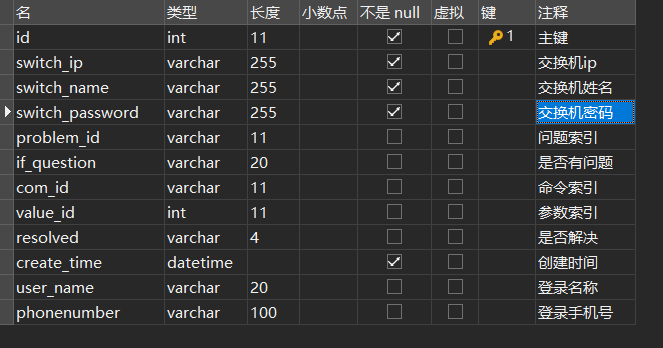 名 类型 长度 小数点 不是 null 虚拟 键 注释
id int 11 1 主键
switch_ip varchar 255 交换机ip
switch_name varchar 255 交换机姓名
switch_password varchar 255 交换机密码
problem_id varchar 11 问题索引
if_question varchar 20 是否有问题
com_id varchar 11 命令索引
value_id int 11 参数索引
resolved varchar 4 是否解决
create_time datetime 创建时间
user_name varchar 20 登录名称
phonenumber varchar 100 登录手机号